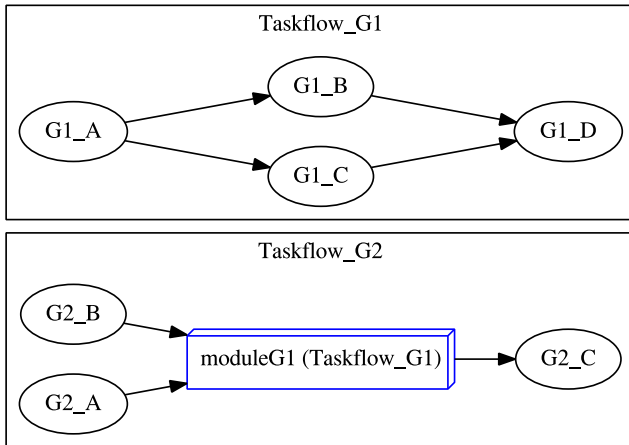 Taskflow_G1
G1_A
G1_B
G1_C
G1_D
Taskflow_G2
G2_B
G2_A
moduleG1 (Taskflow_G1)
G2_C